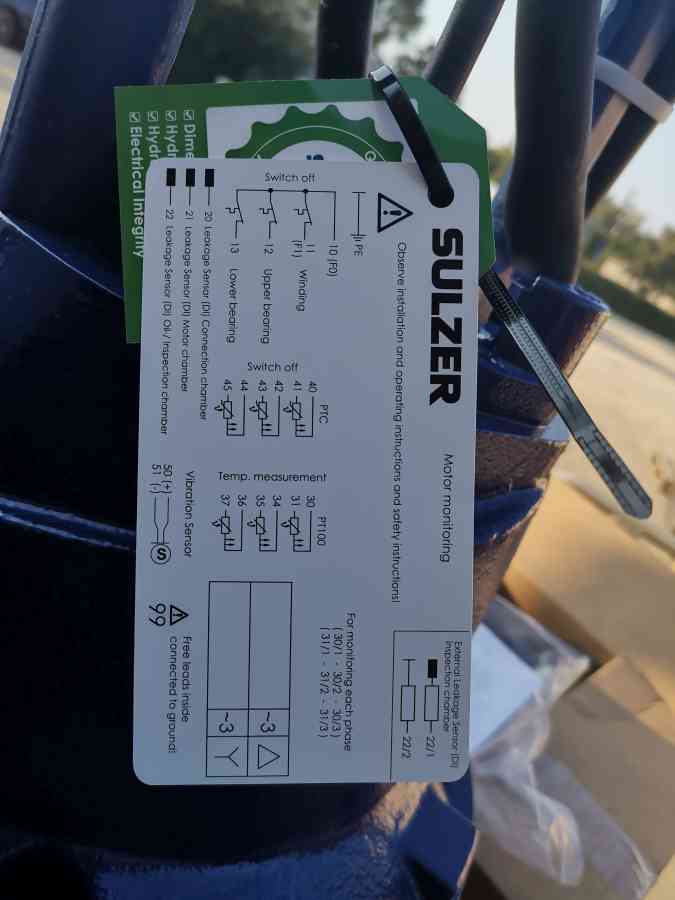 SULZER
Motor monitoring
External Leakage Sensor (DI)
Inspection chamber
22/1
22/2
Observe installation and operating instructions and safety instructions!
PE
Switch off
10 (F0)
11
(F1)
Winding
12
Upper bearing
13
Lower bearing
20 Leakage Sensor (DI) Connection chamber
21 Leakage Sensor (DI) Motor chamber
22 Leakage Sensor (DI) Oil-/ Inspection chamber
Switch off
PTC
40
41
42
43
44
45
Temp. measurement
Pt100
30
31
34
35
36
37
For monitoring each phase
( 30/1 - 30/2 - 30/3 )
( 31/1 - 31/2 - 31/3 )
Vibration Sensor
50 (+)
51 (-)
S
~3
~3
99
Free leads inside
connected to ground!
Electrical Integrity